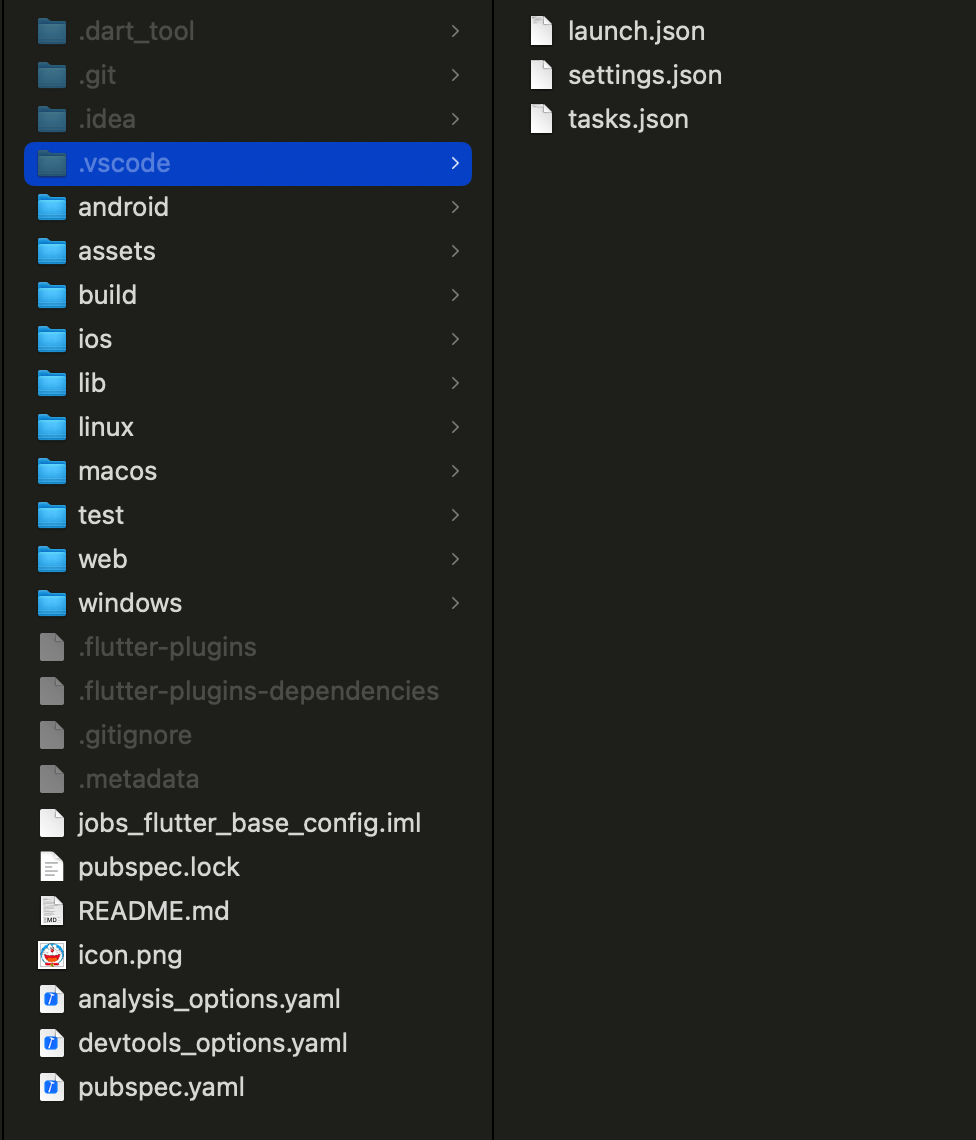 .dart_tool
.git
.idea
.vscode
android
assets
build
ios
lib
linux
macos
test
web
windows
.flutter-plugins
.flutter-plugins-dependencies
.gitignore
.metadata
jobs_flutter_base_config.iml
pubspec.lock
README.md
icon.png
analysis_options.yaml
devtools_options.yaml
pubspec.yaml
launch.json
settings.json
tasks.json